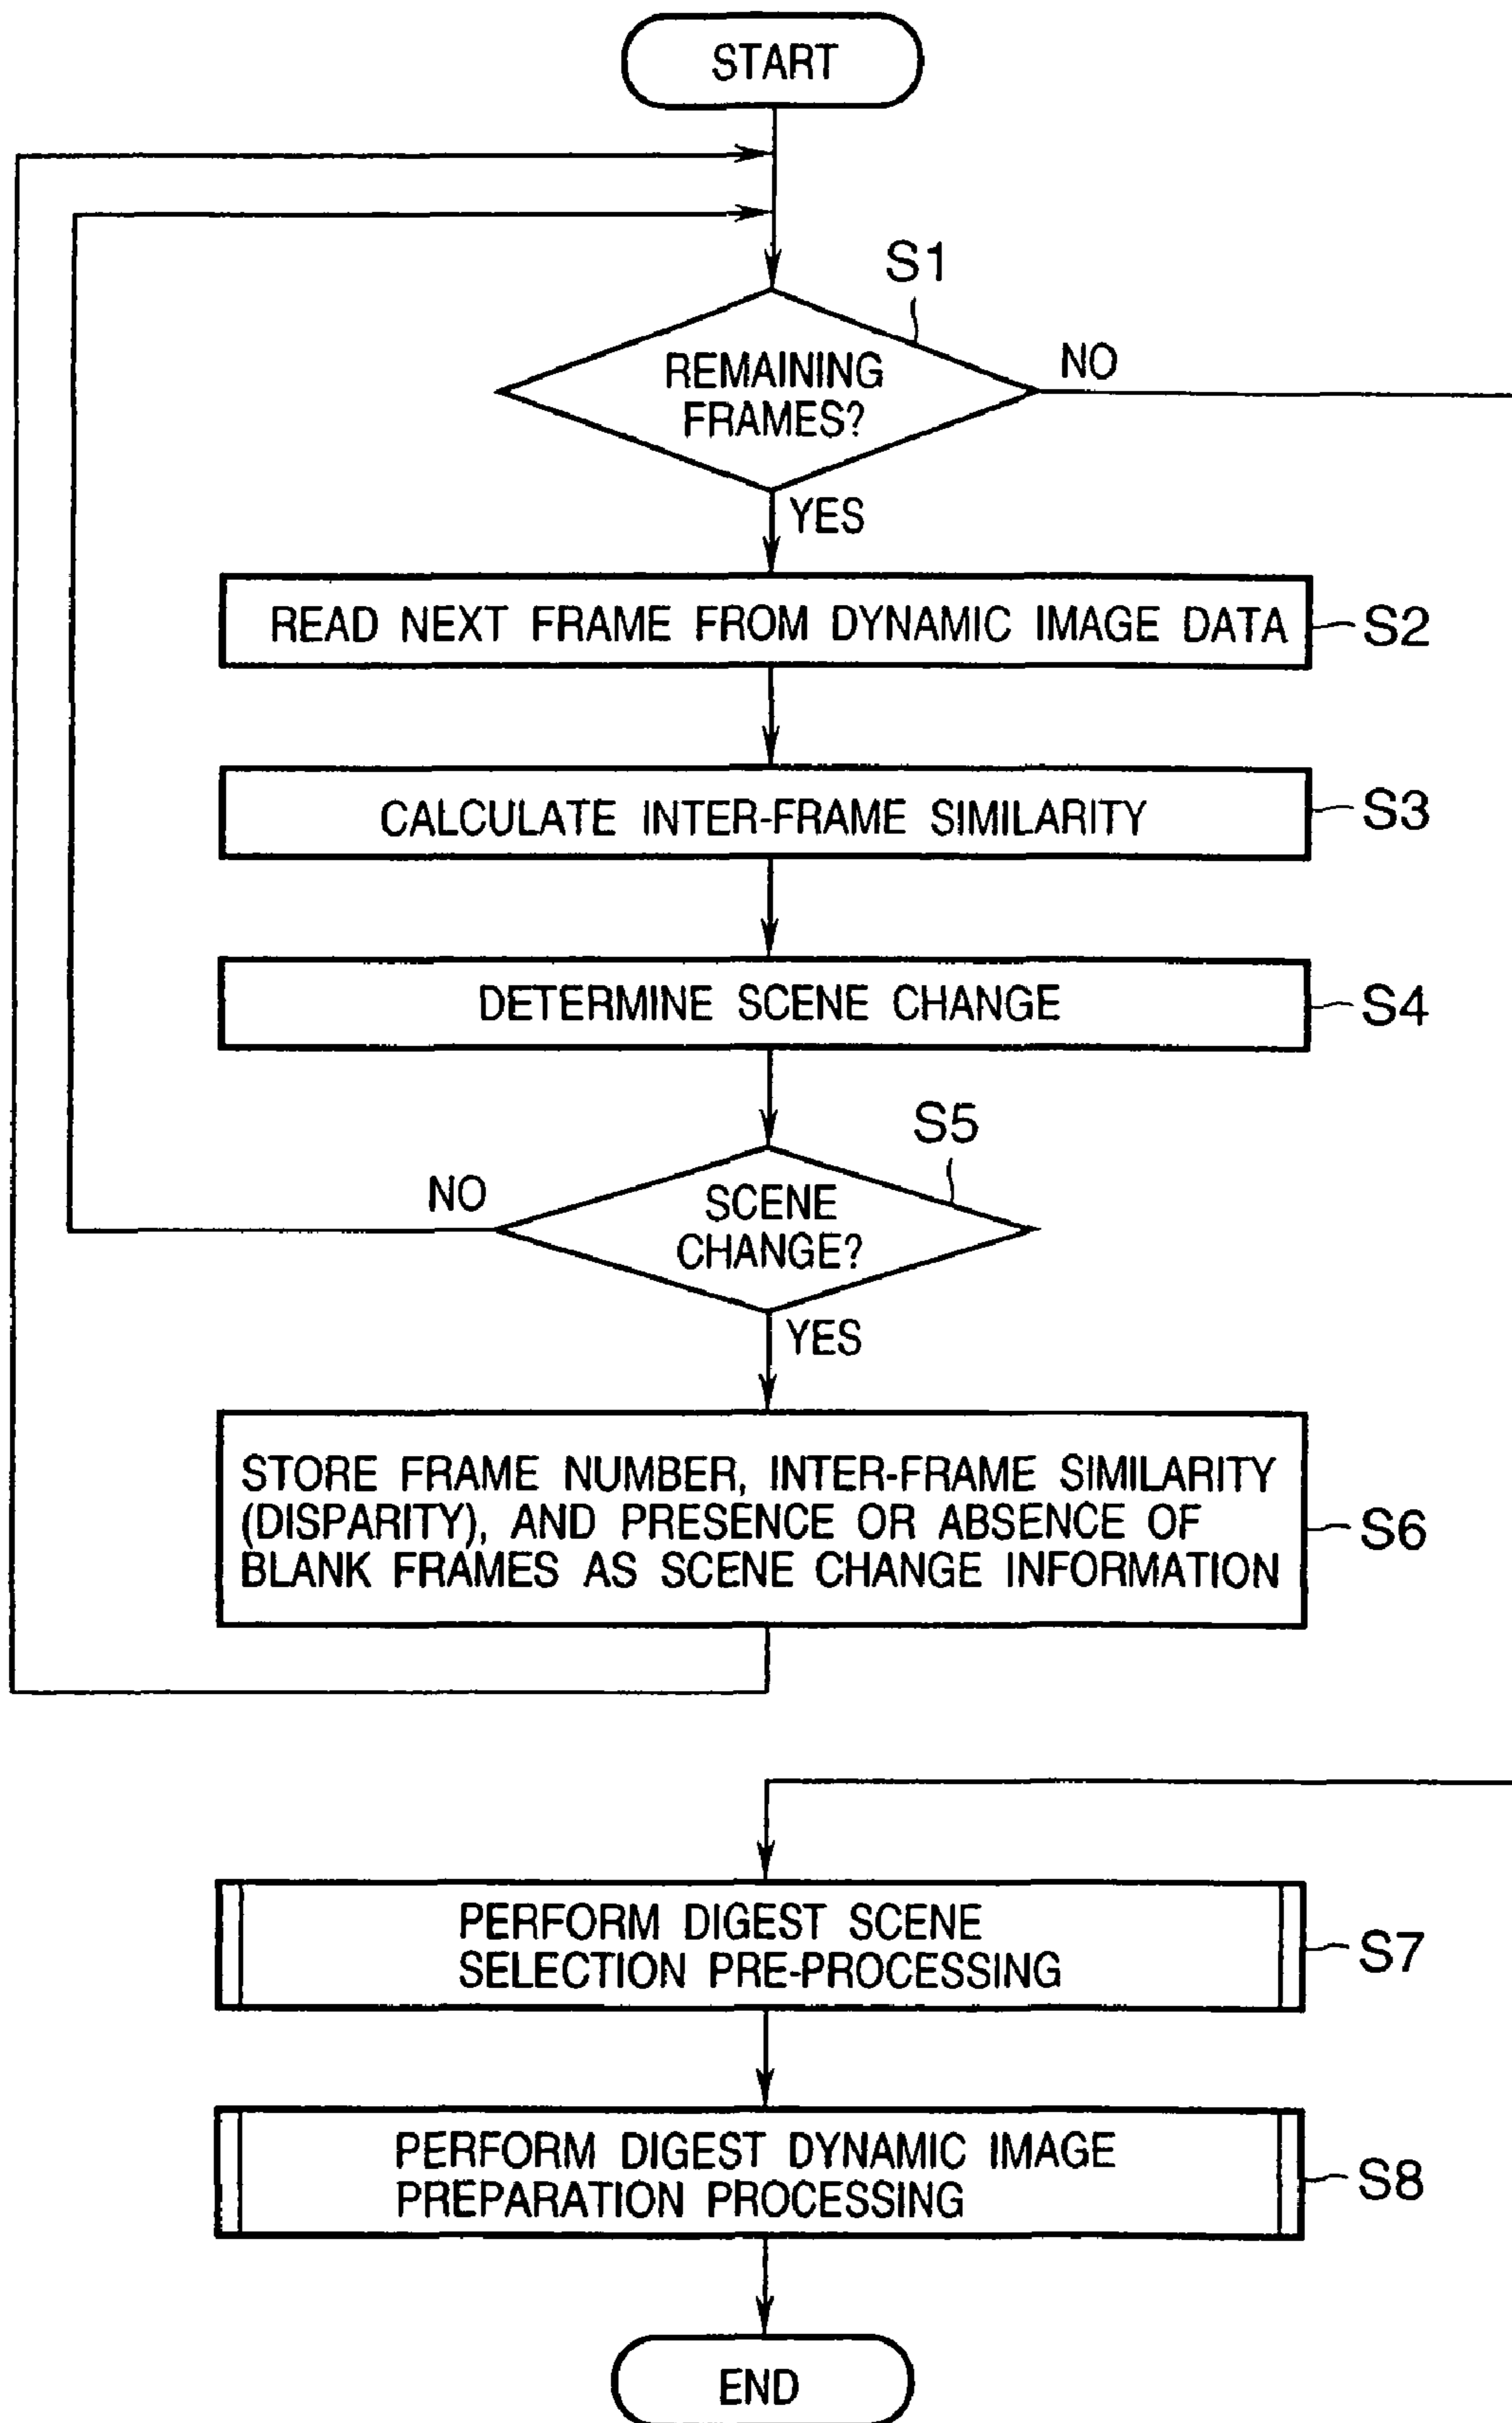 START
S1
REMAINING
FRAMES?
NO
YES
READ NEXT FRAME FROM DYNAMIC IMAGE DATA
S2
CALCULATE INTER-FRAME SIMILARITY
S3
DETERMINE SCENE CHANGE
S4
S5
NO
SCENE
CHANGE?
YES
STORE FRAME NUMBER, INTER-FRAME SIMILARITY
(DISPARITY), AND PRESENCE OR ABSENCE OF
BLANK FRAMES AS SCENE CHANGE INFORMATION
S6
PERFORM DIGEST SCENE
SELECTION PRE-PROCESSING
S7
PERFORM DIGEST DYNAMIC IMAGE
PREPARATION PROCESSING
S8
END